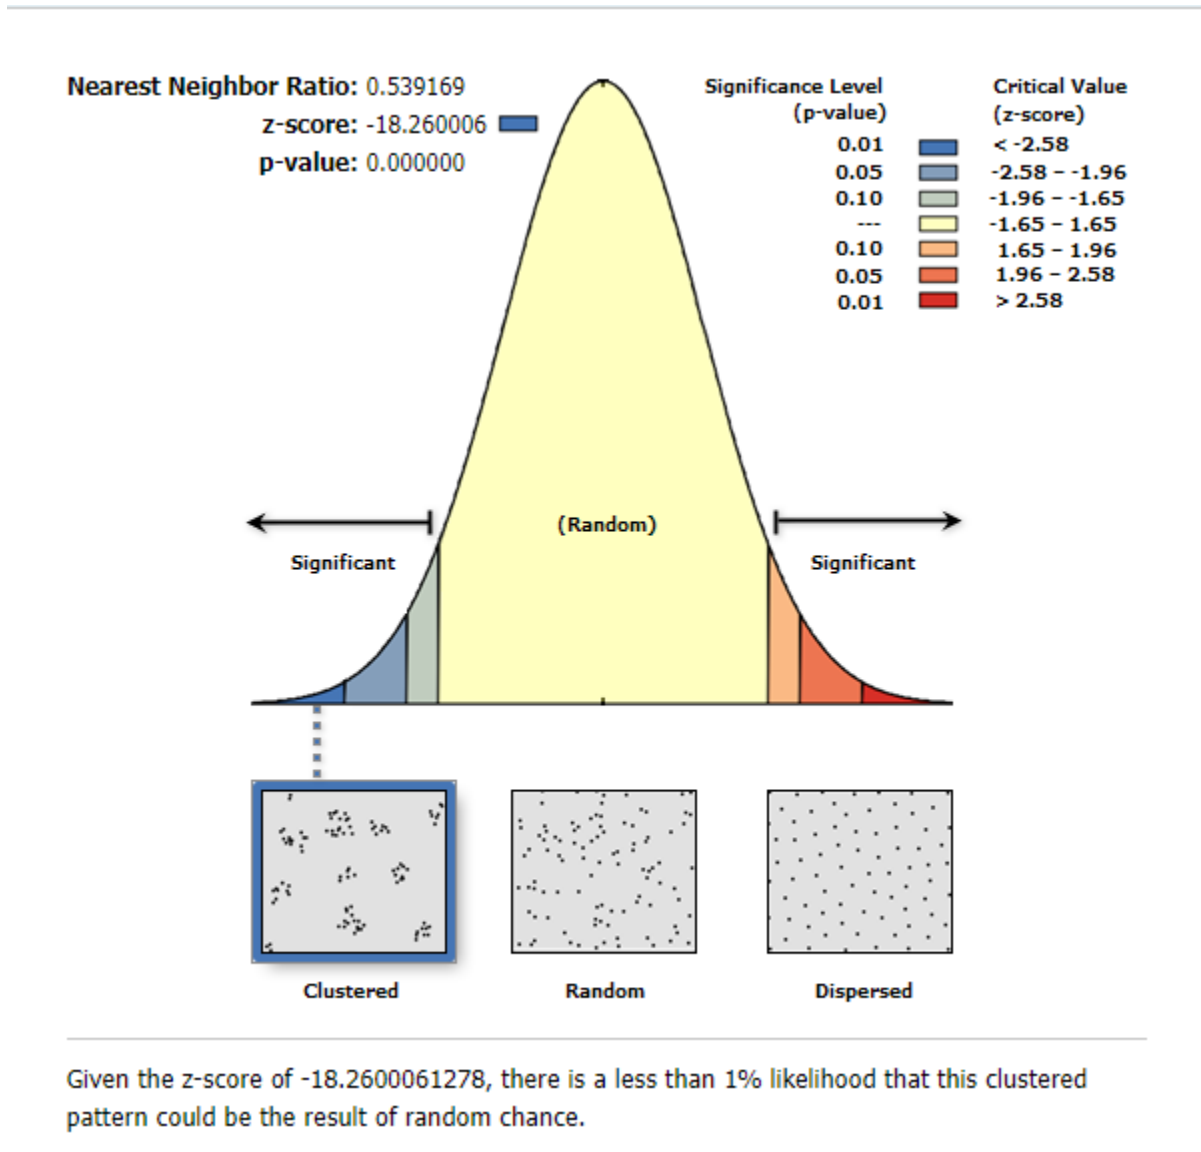 Nearest Neighbor Ratio: 0.539169
z-score: -18.260006
p-value: 0.000000
Significance Level Critical Value
(p-value) (z-score)
0.01 < -2.58
0.05 -2.58 – -1.96
0.10 -1.96 – -1.65
--- -1.65 – 1.65
0.10 1.65 – 1.96
0.05 1.96 – 2.58
0.01 > 2.58
(Random)
Significant Significant
Clustered Random Dispersed
Given the z-score of -18.2600061278, there is a less than 1% likelihood that this clustered
pattern could be the result of random chance.